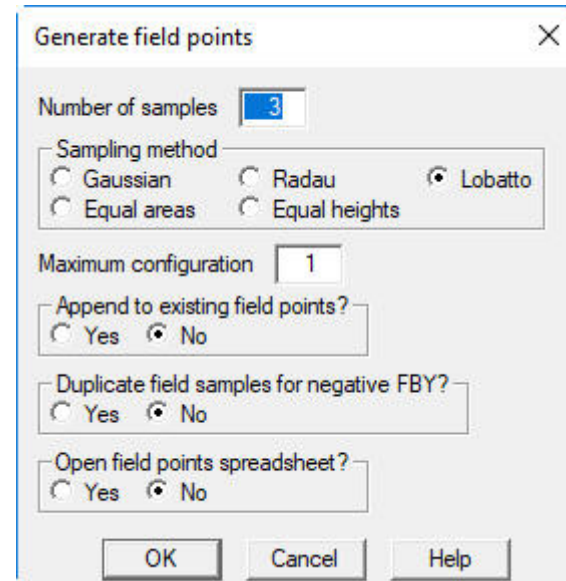 Generate field points
Number of samples 3
Sampling method
Gaussian Radau Lobatto
Equal areas Equal heights
Maximum configuration 1
Append to existing field points?
Yes No
Duplicate field samples for negative FBY?
Yes No
Open field points spreadsheet?
Yes No
OK Cancel Help